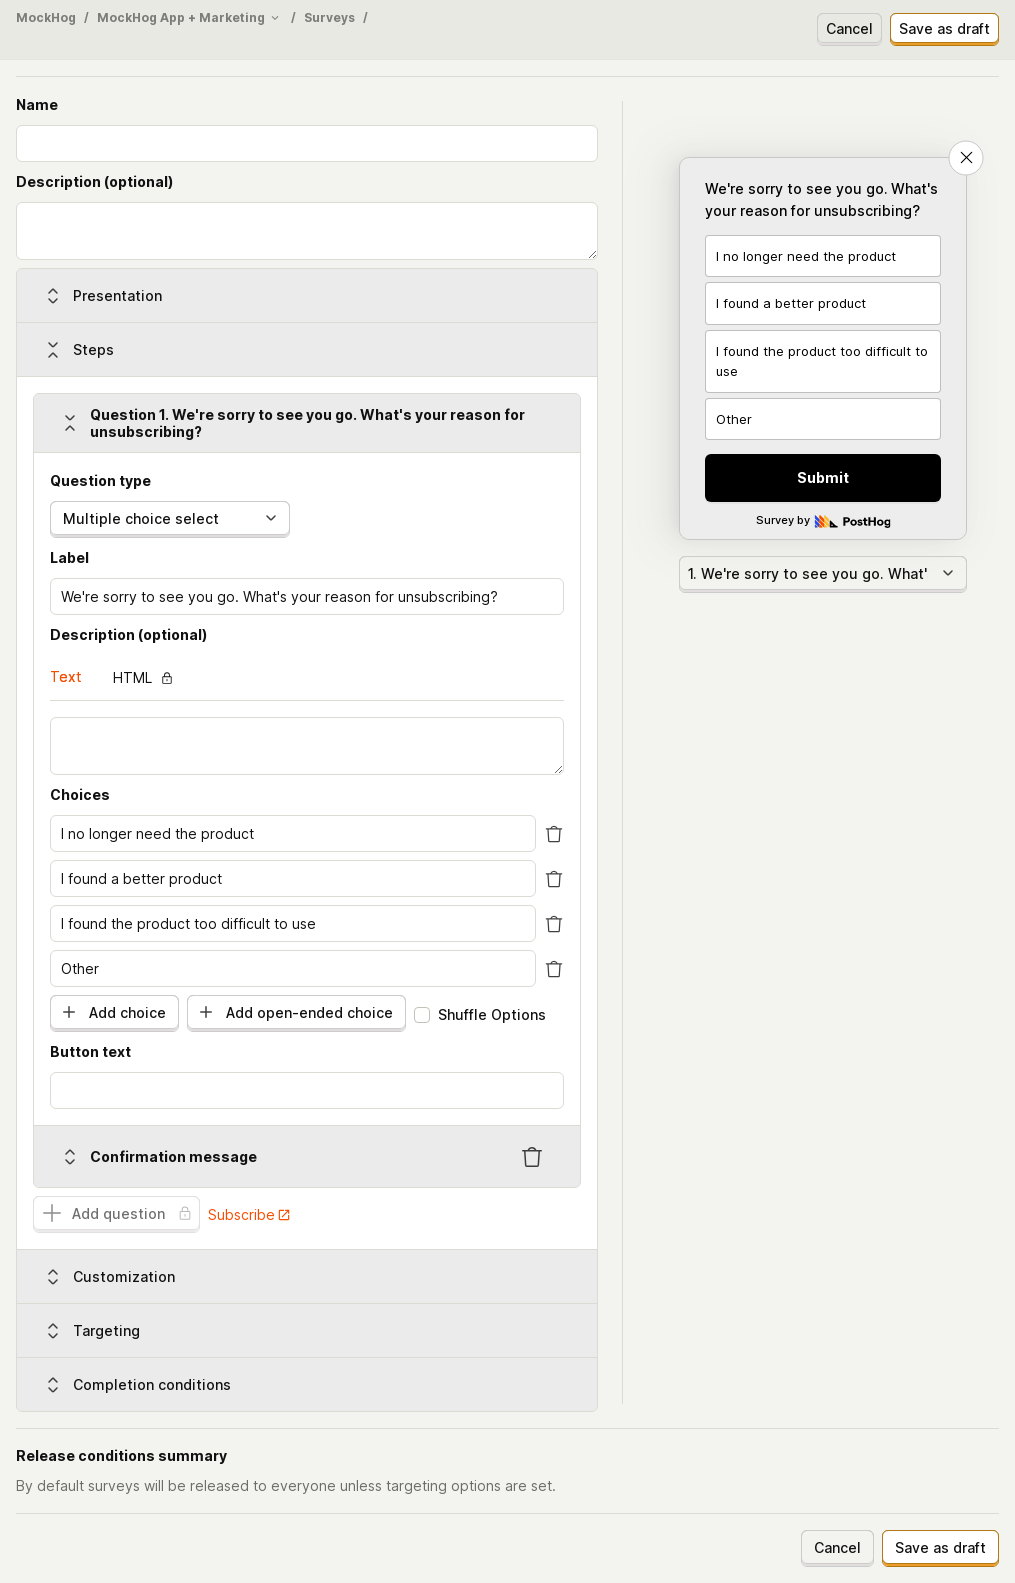 MockHog / MockHog App + Marketing / Surveys /
Cancel
Save as draft
Name
Description (optional)
Presentation
Steps
Question 1. We're sorry to see you go. What's your reason for
unsubscribing?
Question type
Multiple choice select
Label
We're sorry to see you go. What's your reason for unsubscribing?
Description (optional)
Text
HTML
Choices
I no longer need the product
I found a better product
I found the product too difficult to use
Other
Add choice
Add open-ended choice
Shuffle Options
Button text
Confirmation message
Add question
Subscribe
Customization
Targeting
Completion conditions
We're sorry to see you go. What's
your reason for unsubscribing?
I no longer need the product
I found a better product
I found the product too difficult to
use
Other
Submit
Survey by PostHog
1. We're sorry to see you go. What'
Release conditions summary
By default surveys will be released to everyone unless targeting options are set.
Cancel
Save as draft